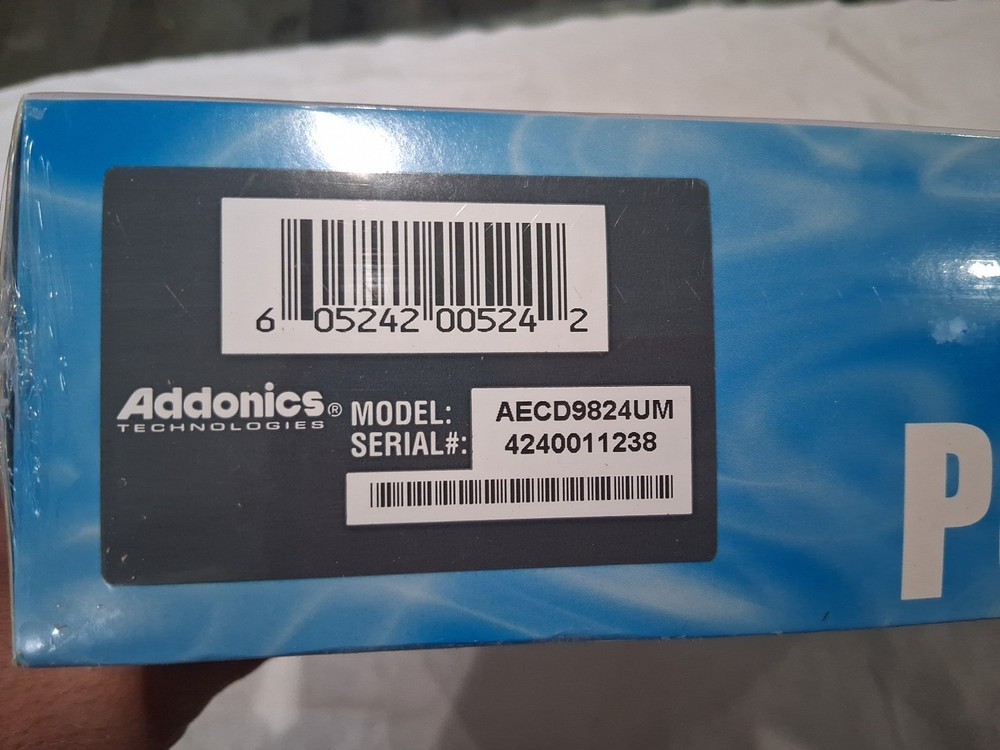 6 05242 00524 2
Addonics®
TECHNOLOGIES
MODEL: AECD9824UM
SERIAL#: 4240011238
P